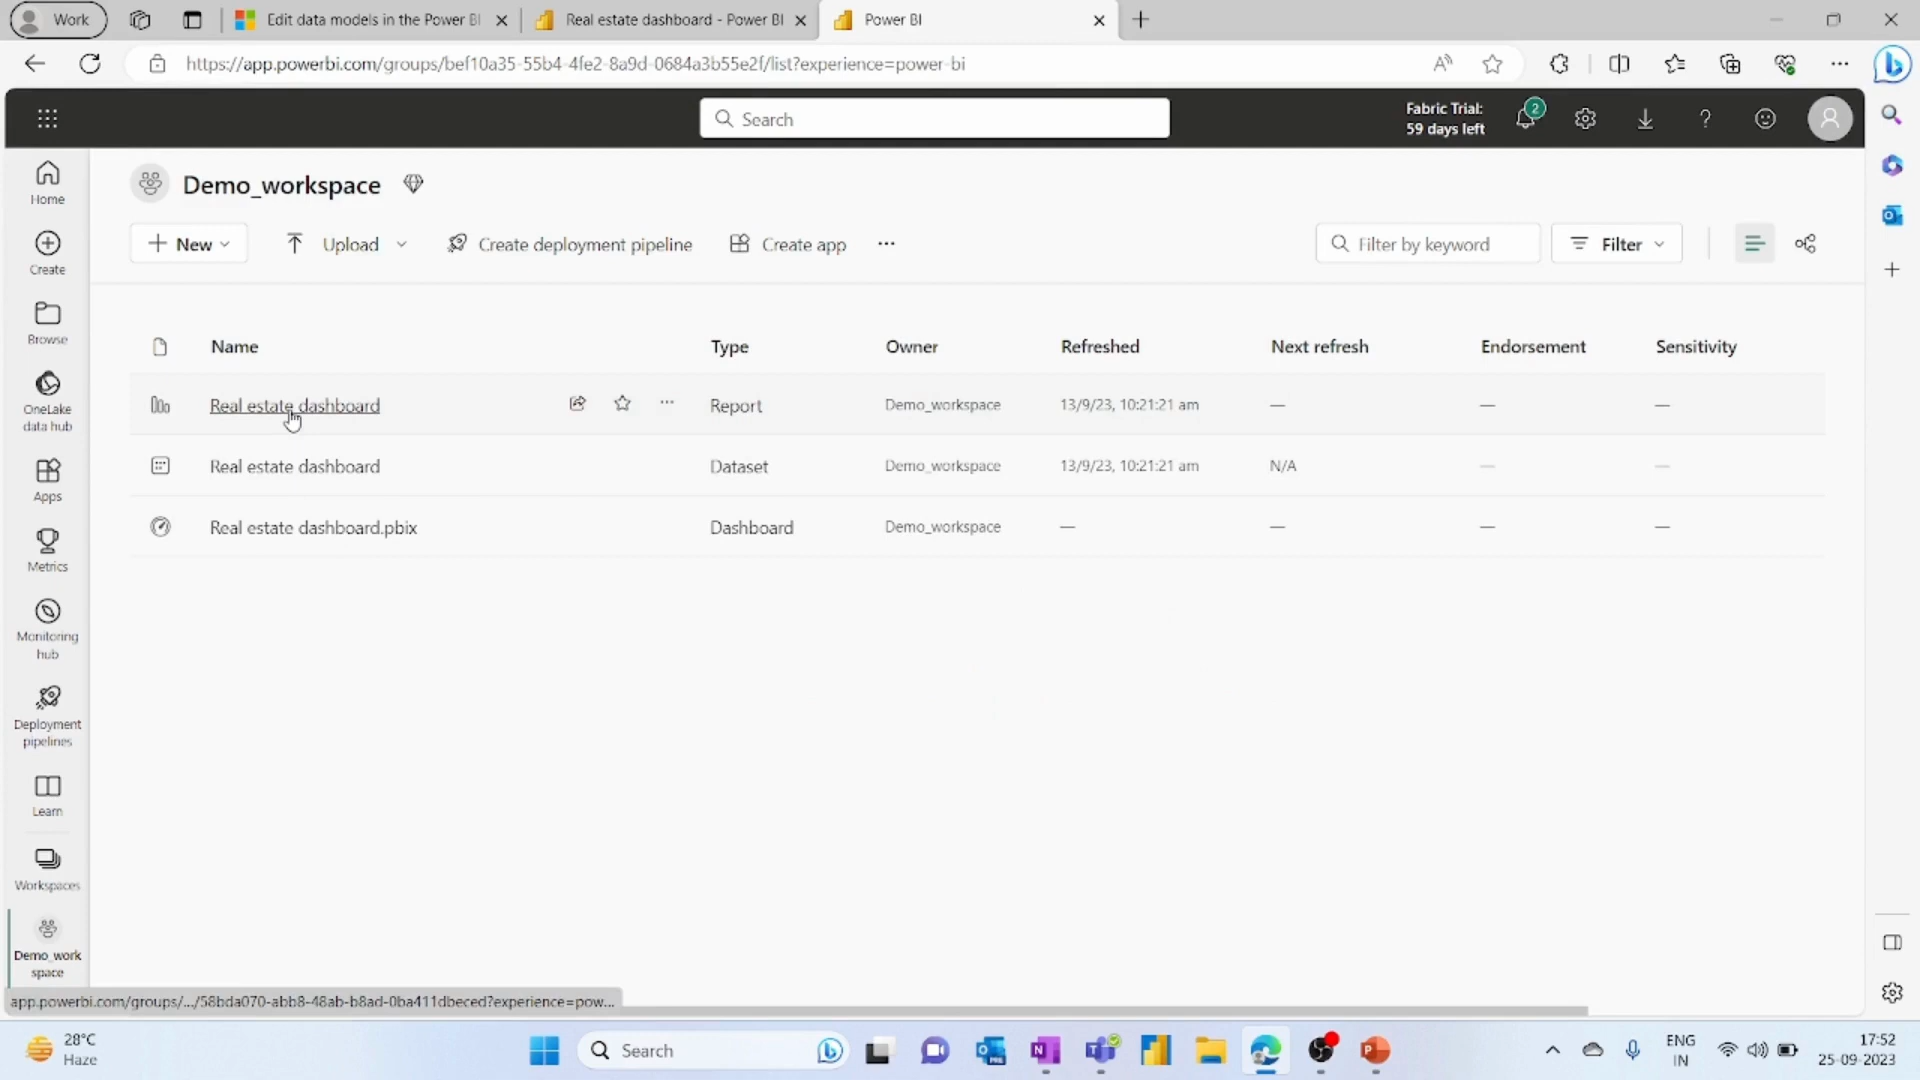 Work
Edit data models in the Power BI
Real estate dashboard - Power BI
Power BI
https://app.powerbi.com/groups/bef10a35-55b4-4fe2-8a9d-0684a3b55e2f/list?experience=power-bi
Search
Fabric Trial:
59 days left
2
Home
Create
Browse
OneLake
data hub
Apps
Metrics
Monitoring
hub
Deployment
pipelines
Learn
Workspaces
Demo_work
space
Demo_workspace
New
Upload
Create deployment pipeline
Create app
Filter by keyword
Filter
Name Type Owner Refreshed Next refresh Endorsement Sensitivity
Real estate dashboard Report Demo_workspace 13/9/23, 10:21:21 am — — —
Real estate dashboard Dataset Demo_workspace 13/9/23, 10:21:21 am N/A — —
Real estate dashboard.pbix Dashboard Demo_workspace — — — —
app.powerbi.com/groups/.../58bda070-abb8-48ab-b8ad-0ba411dbeced?experience=pow...
28°C
Haze
Search
ENG
IN
17:52
25-09-2023